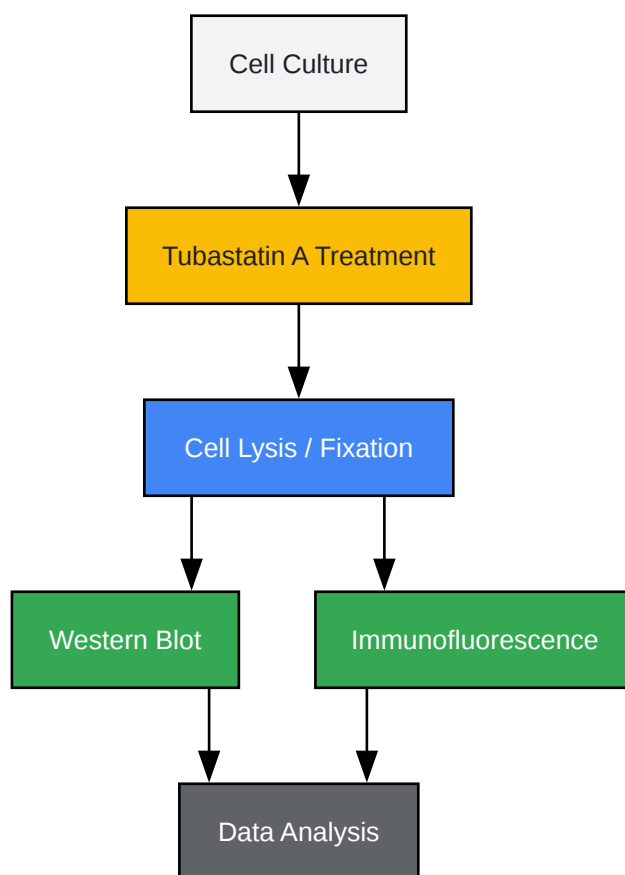 Cell Culture
Tubastatin A Treatment
Cell Lysis / Fixation
Western Blot
Immunofluorescence
Data Analysis